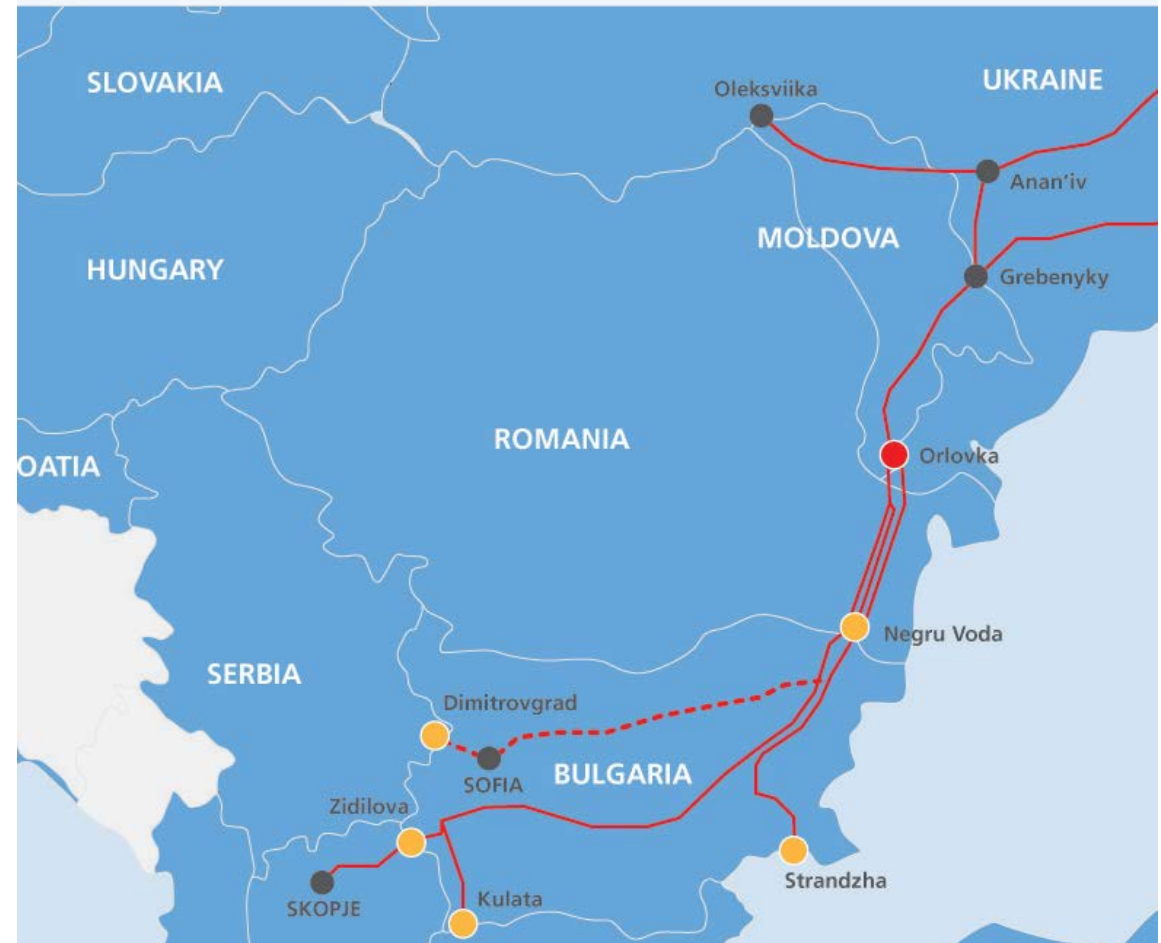 SLOVAKIA
UKRAINE
Oleksviika
Anan'iv
MOLDOVA
HUNGARY
Grebenyky
ROMANIA
Orlovka
OATIA
Negru Voda
SERBIA
Dimitrovgrad
SOFIA
BULGARIA
Zidilova
Strandzha
Kulata
SKOPJE